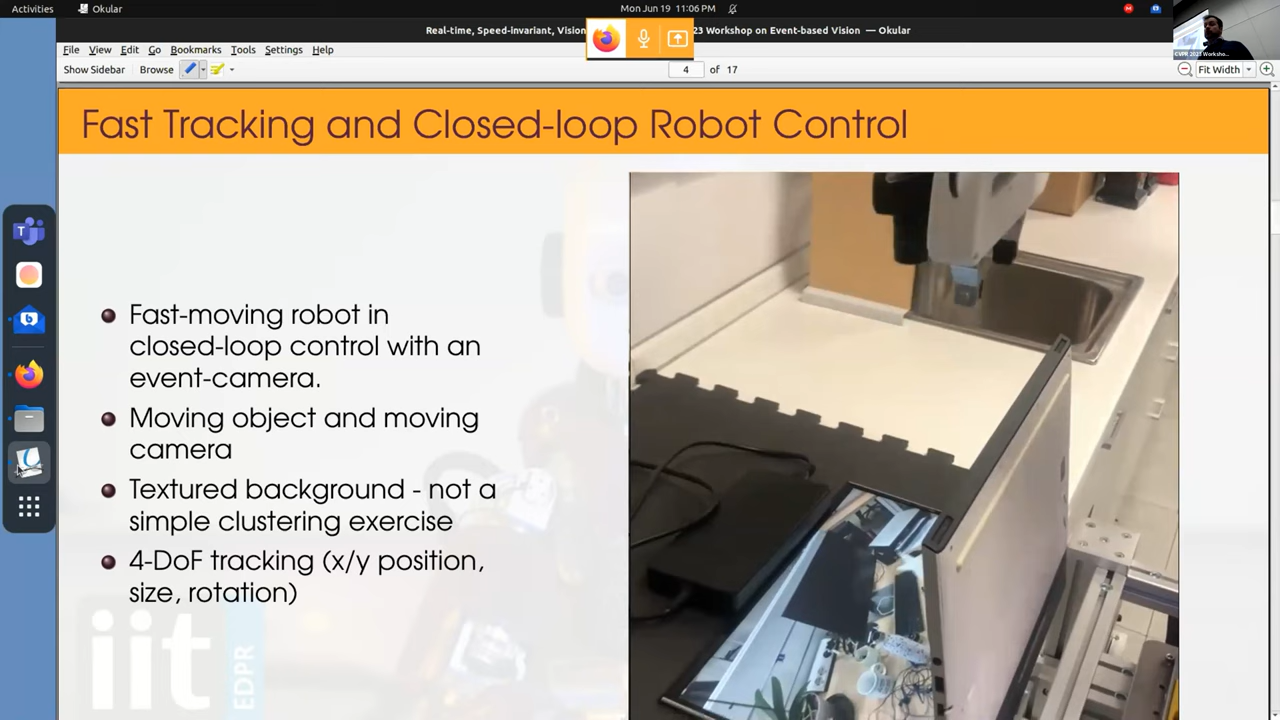 Activities
Okular
Mon Jun 19 11:06 PM
Real-time, Speed-invariant, Vision
23 Workshop on Event-based Vision — Okular
File View Edit Go Bookmarks Tools Settings Help
Show Sidebar Browse 4 of 17 Fit Width
CVPR 2023 Worksho...
Fast Tracking and Closed-loop Robot Control
Fast-moving robot in
closed-loop control with an
event-camera.
Moving object and moving
camera
Textured background - not a
simple clustering exercise
4-DoF tracking (x/y position,
size, rotation)
iit
EDPR